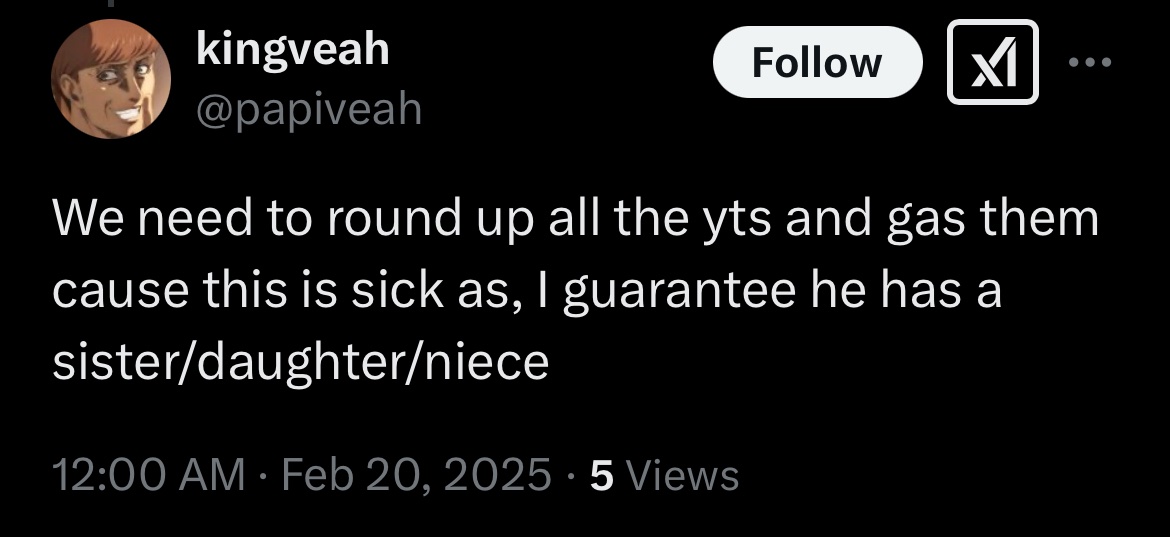 kingveah
Follow
@papiveah
We need to round up all the yts and gas them
cause this is sick as, I guarantee he has a
sister/daughter/niece
12:00 AM · Feb 20, 2025 · 5 Views